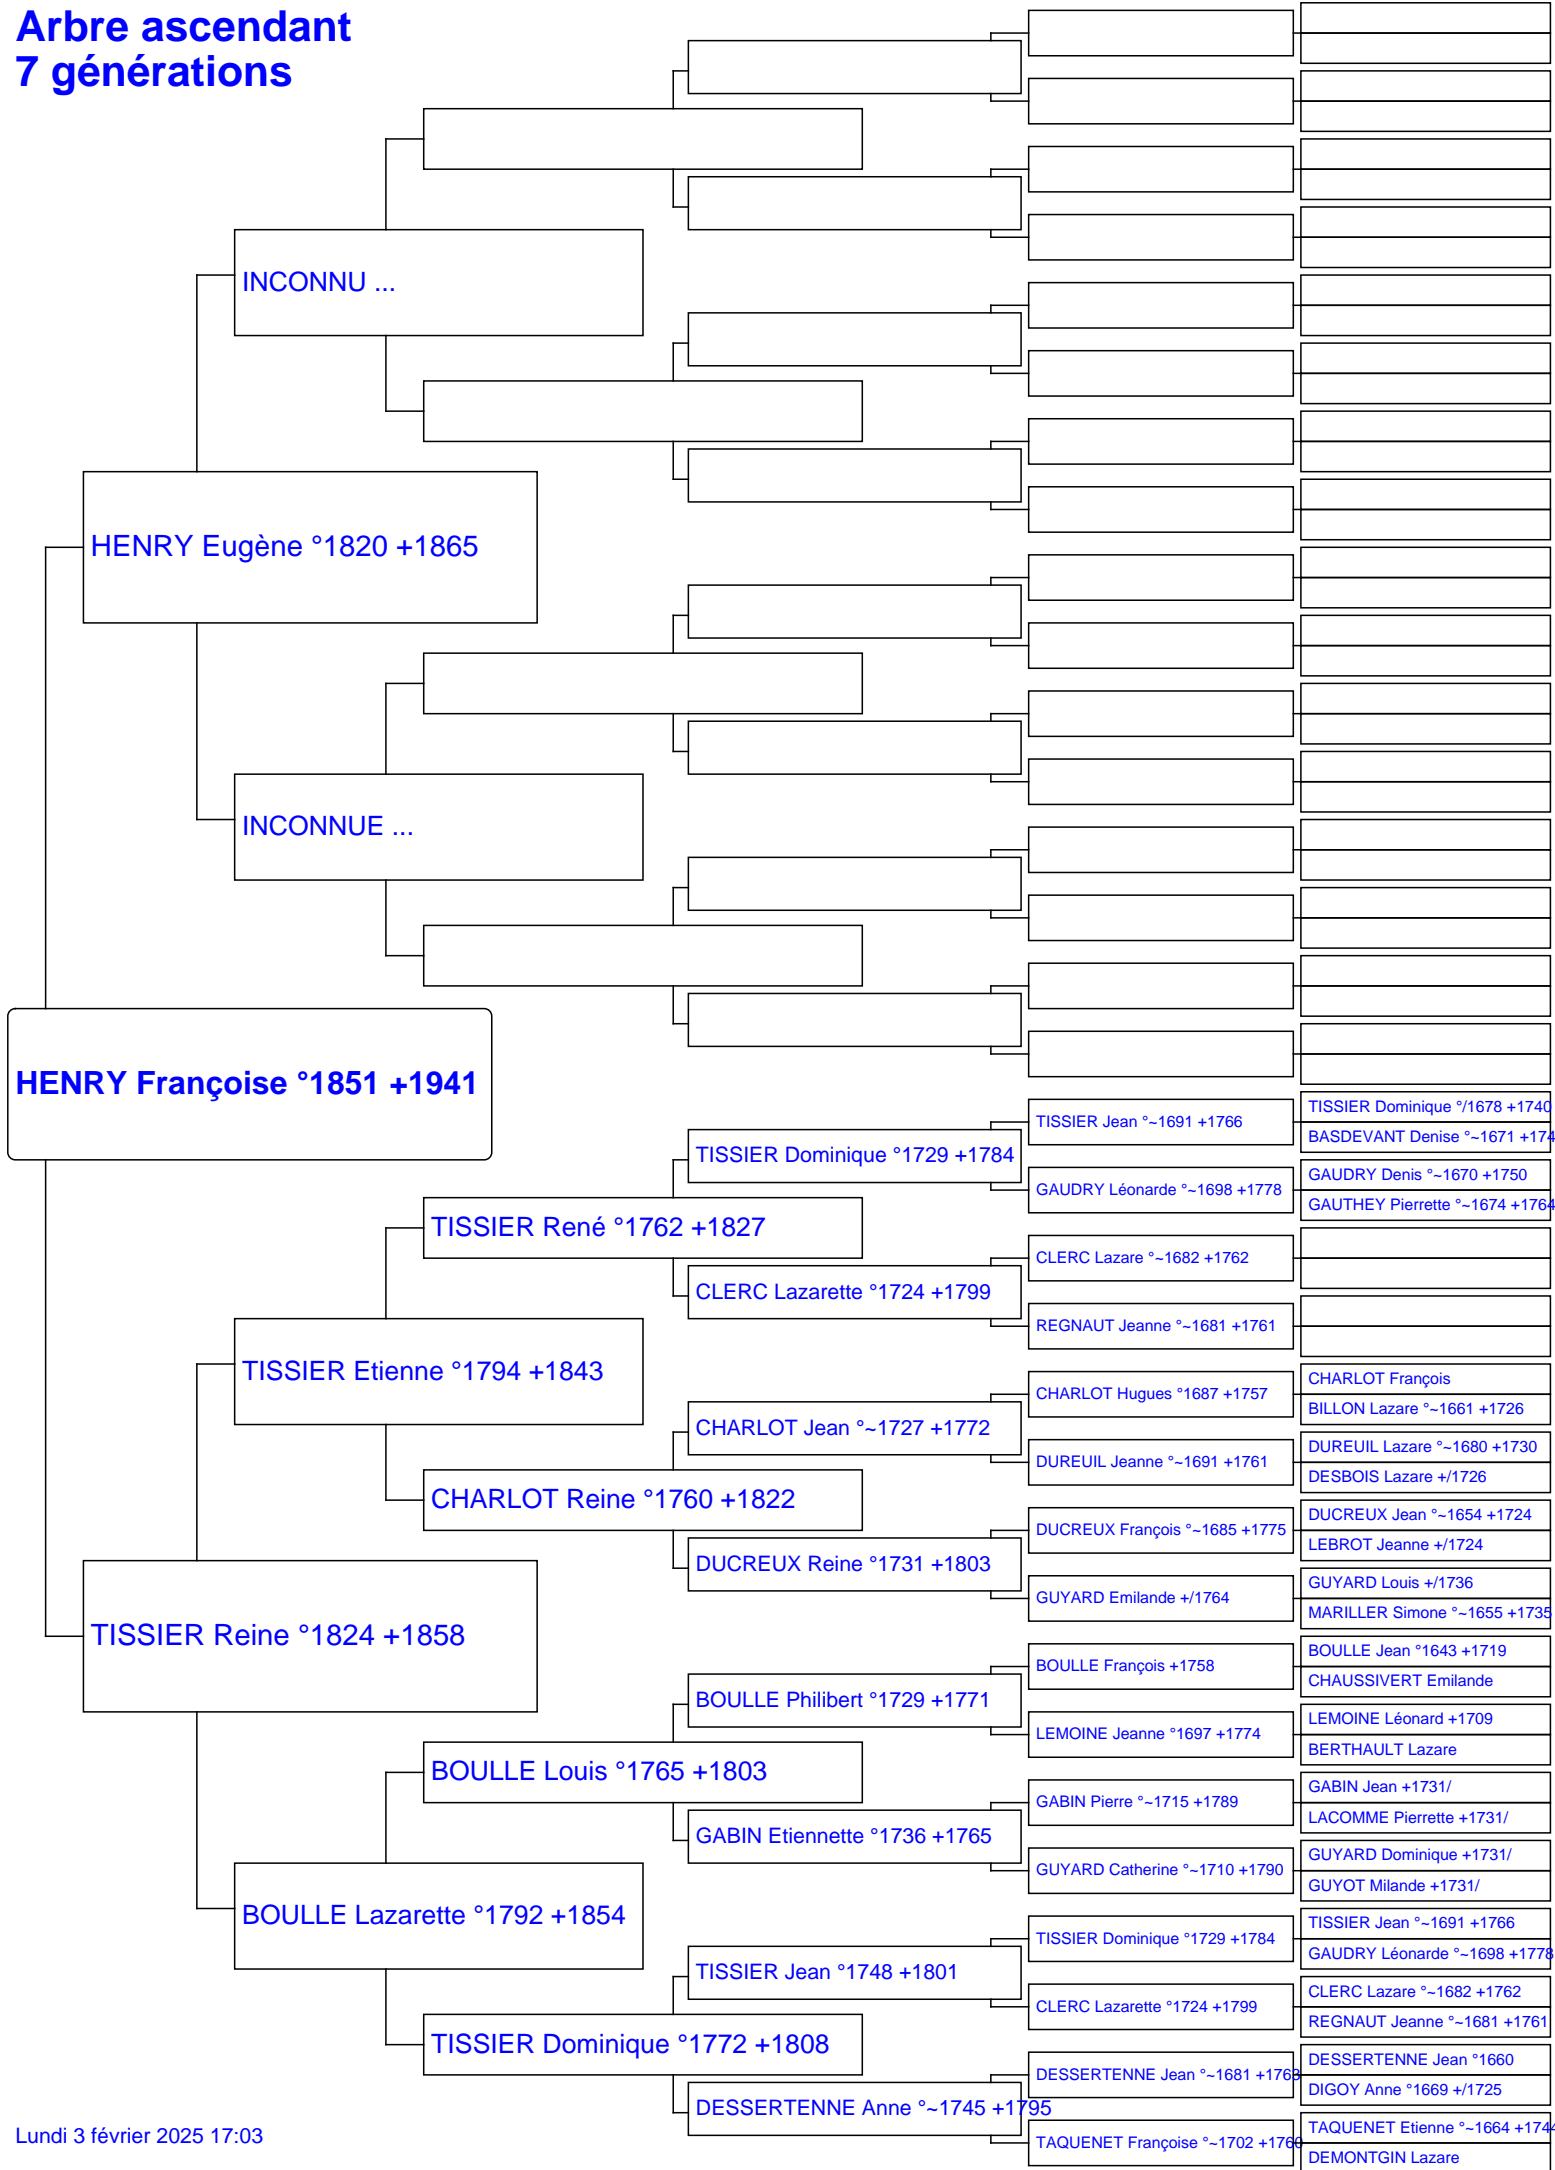 Arbre ascendant
7 générations
INCONNU ...
HENRY Eugène °1820 +1865
INCONNUE ...
HENRY Françoise °1851 +1941
TISSIER Dominique °/1678 +1740
TISSIER Jean °~1691 +1766
BASDEVANT Denise °~1671 +174
TISSIER Dominique °1729 +1784
GAUDRY Denis °~1670 +1750
GAUDRY Léonarde °~1698 +1778
GAUTHEY Pierrette °~1674 +1764
TISSIER René °1762 +1827
CLERC Lazare °~1682 +1762
CLERC Lazarette °1724 +1799
REGNAUT Jeanne °~1681 +1761
TISSIER Etienne °1794 +1843
CHARLOT François
CHARLOT Hugues °1687 +1757
BILLON Lazare °~1661 +1726
CHARLOT Jean °~1727 +1772
DUREUIL Lazare °~1680 +1730
DUREUIL Jeanne °~1691 +1761
DESBOIS Lazare +/1726
CHARLOT Reine °1760 +1822
DUCREUX Jean °~1654 +1724
DUCREUX François °~1685 +1775
LEBROT Jeanne +/1724
DUCREUX Reine °1731 +1803
GUYARD Louis +/1736
GUYARD Emilande +/1764
MARILLER Simone °~1655 +1735
TISSIER Reine °1824 +1858
BOULLE Jean °1643 +1719
BOULLE François +1758
CHAUSSIVERT Emilande
BOULLE Philibert °1729 +1771
LEMOINE Léonard +1709
LEMOINE Jeanne °1697 +1774
BERTHAULT Lazare
BOULLE Louis °1765 +1803
GABIN Jean +1731/
GABIN Pierre °~1715 +1789
LACOMME Pierrette +1731/
GABIN Etiennette °1736 +1765
GUYARD Dominique +1731/
GUYARD Catherine °~1710 +1790
GUYOT Milande +1731/
BOULLE Lazarette °1792 +1854
TISSIER Jean °~1691 +1766
TISSIER Dominique °1729 +1784
GAUDRY Léonarde °~1698 +1778
TISSIER Jean °1748 +1801
CLERC Lazare °~1682 +1762
CLERC Lazarette °1724 +1799
REGNAUT Jeanne °~1681 +1761
TISSIER Dominique °1772 +1808
DESSERTENNE Jean °1660
DESSERTENNE Jean °~1681 +1763
DIGOY Anne °1669 +/1725
DESSERTENNE Anne °~1745 +1795
TAQUENET Etienne °~1664 +1744
TAQUENET Françoise °~1702 +1760
DEMONTGIN Lazare
Lundi 3 février 2025 17:03